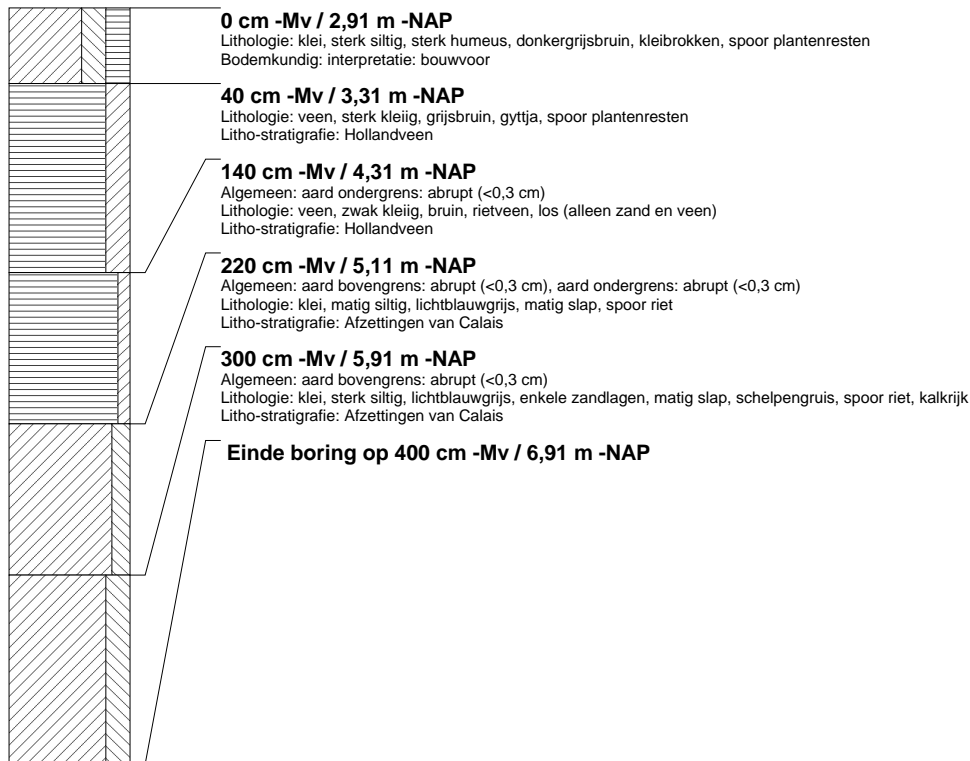 0 cm -Mv / 2,91 m -NAP
Lithologie: klei, sterk siltig, sterk humeus, donkergrijsbruin, kleibrokken, spoor plantenresten
Bodemkundig: interpretatie: bouwvoor
40 cm -Mv / 3,31 m -NAP
Lithologie: veen, sterk kleiig, grijsbruin, gyttja, spoor plantenresten
Litho-stratigrafie: Hollandveen
140 cm -Mv / 4,31 m -NAP
Algemeen: aard ondergrens: abrupt (<0,3 cm)
Lithologie: veen, zwak kleiig, bruin, rietveen, los (alleen zand en veen)
Litho-stratigrafie: Hollandveen
220 cm -Mv / 5,11 m -NAP
Algemeen: aard bovengrens: abrupt (<0,3 cm), aard ondergrens: abrupt (<0,3 cm)
Lithologie: klei, matig siltig, lichtblauwgrijs, matig slap, spoor riet
Litho-stratigrafie: Afzettingen van Calais
300 cm -Mv / 5,91 m -NAP
Algemeen: aard bovengrens: abrupt (<0,3 cm)
Lithologie: klei, sterk siltig, lichtblauwgrijs, enkele zandlagen, matig slap, schelpengruis, spoor riet, kalkrijk
Litho-stratigrafie: Afzettingen van Calais
Einde boring op 400 cm -Mv / 6,91 m -NAP